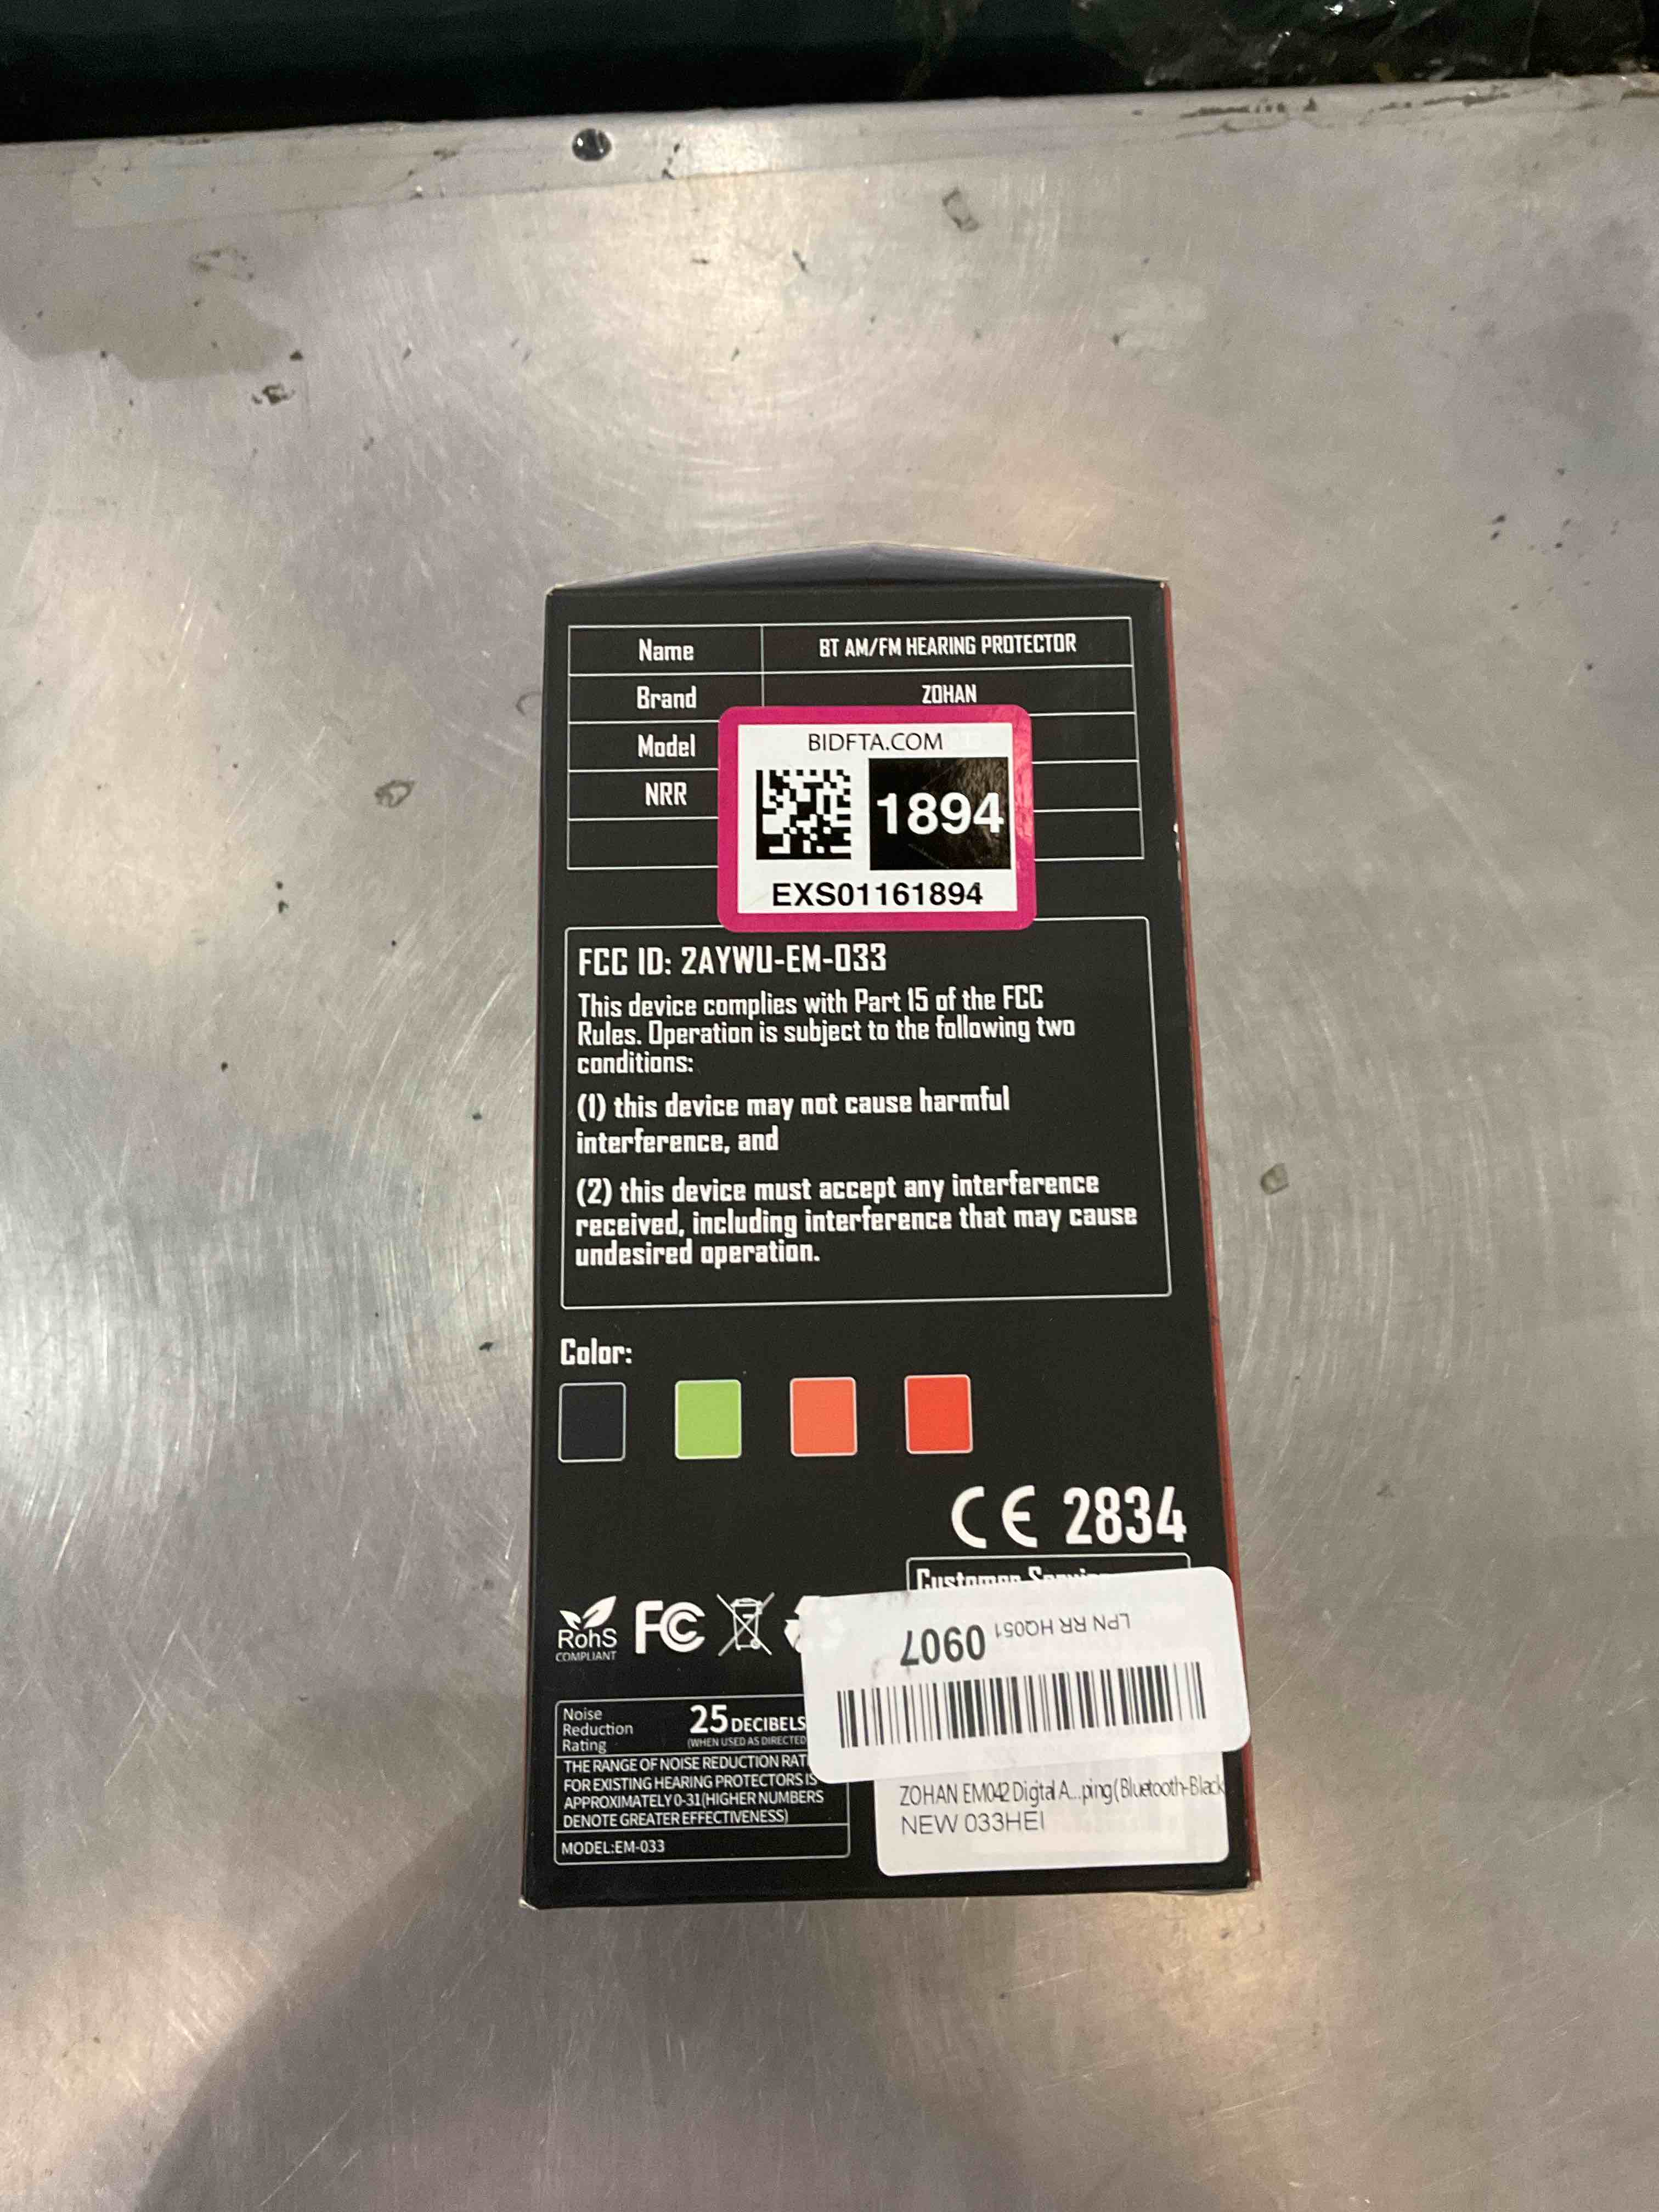 Name BT AM/FM HEARING PROTECTOR
Brand ZOHAN
Model
NRR
BIDFTA.COM
1894
EXS01161894
FCC ID: 2AYWU-EM-033
This device complies with Part 15 of the FCC
Rules. Operation is subject to the following two
conditions:
(1) this device may not cause harmful
interference, and
(2) this device must accept any interference
received, including interference that may cause
undesired operation.
Color:
CE 2834
Customer Service
RohS
COMPLIANT
FC
LPN RR HQ051
0907
Noise
Reduction
Rating
25 DECIBELS
(WHEN USED AS DIRECTED
THE RANGE OF NOISE REDUCTION RAT
FOR EXISTING HEARING PROTECTORS IS
APPROXIMATELY 0-31(HIGHER NUMBERS
DENOTE GREATER EFFECTIVENESS)
MODEL:EM-033
ZOHAN EM042 Digital A...ping (Bluetooth-Black
NEW 033HEI